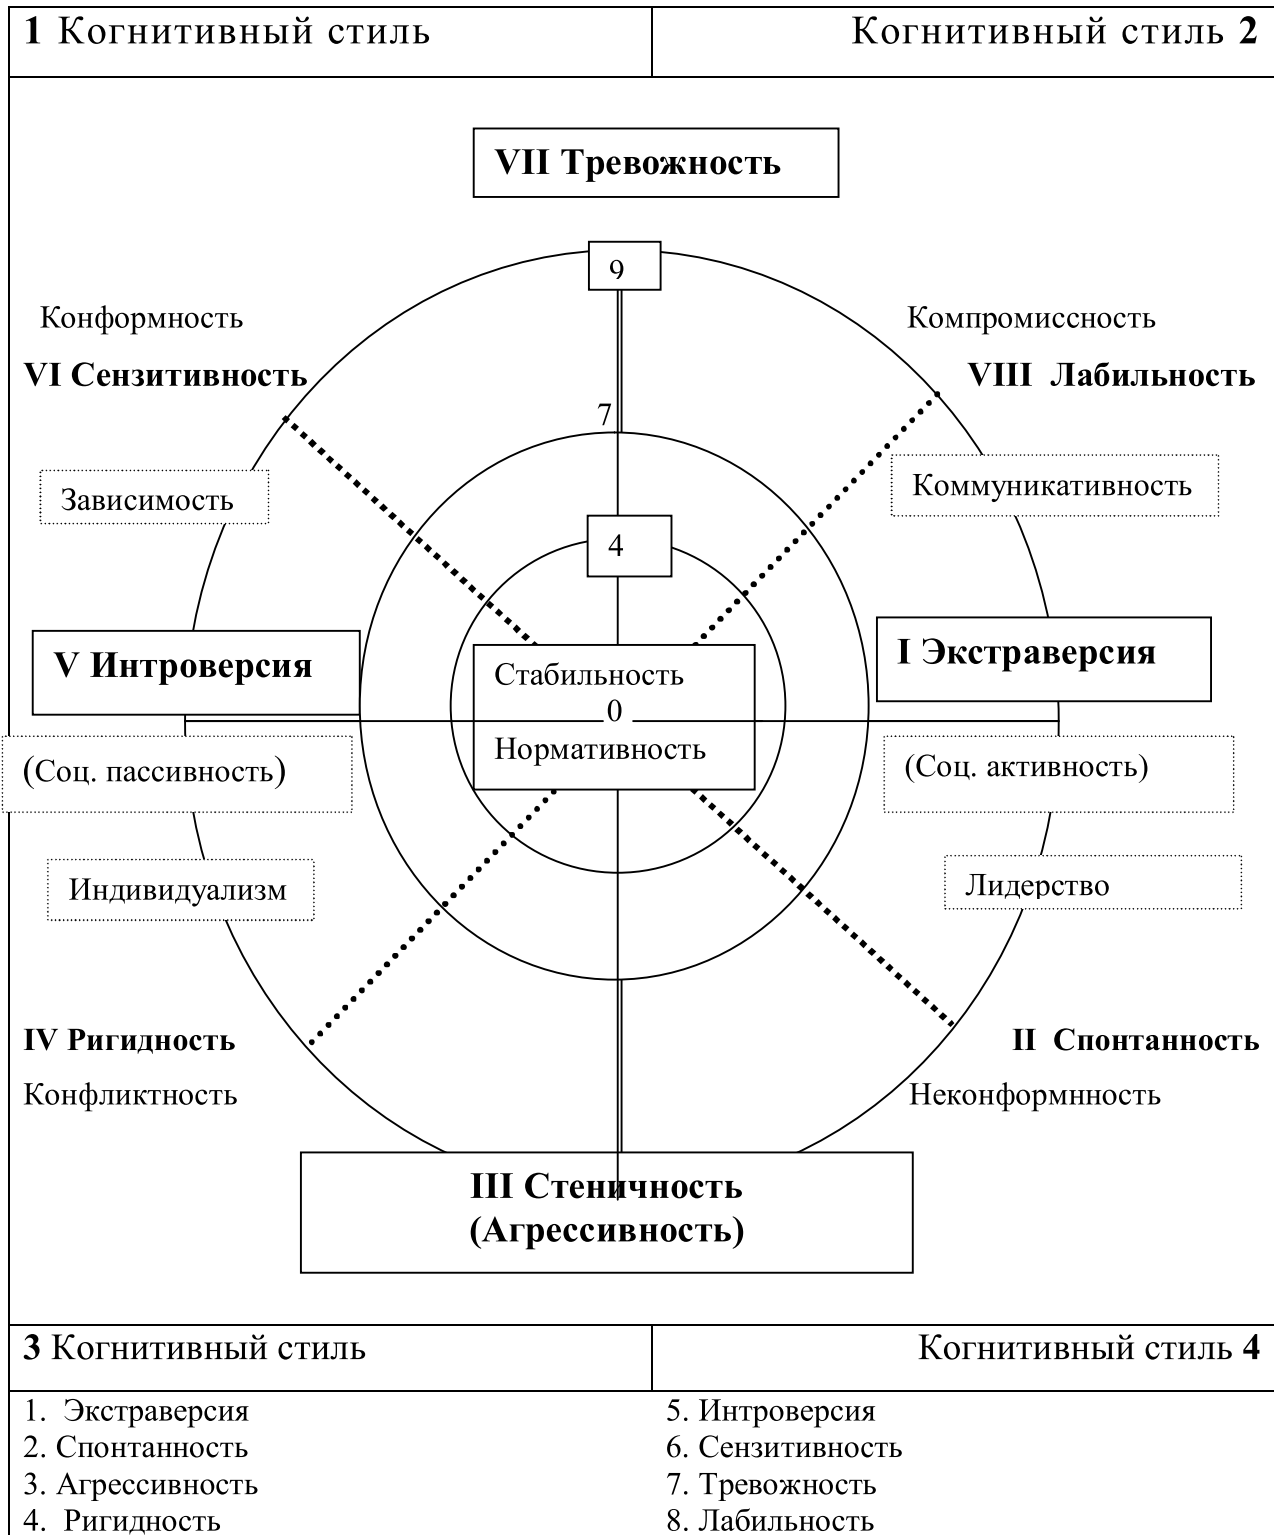 1 Когнитивный стиль
Когнитивный стиль 2
VII Тревожность
9
Конформность
Компромиссность
VI Сензитивность
VIII Лабильность
7
Зависимость
Коммуникативность
4
V Интроверсия
I Экстраверсия
Стабильность
0
Нормативность
(Соц. пассивность)
(Соц. активность)
Индивидуализм
Лидерство
IV Ригидность
II Спонтанность
Конфликтность
Неконформнность
III Стеничность
(Агрессивность)
3 Когнитивный стиль
Когнитивный стиль 4
1. Экстраверсия
2. Спонтанность
3. Агрессивность
4. Ригидность
5. Интроверсия
6. Сензитивность
7. Тревожность
8. Лабильность